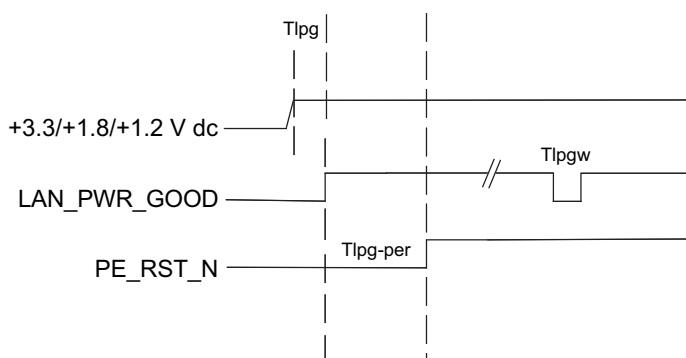 Tlpg
+3.3/+1.8/+1.2 V dc
Tlpgw
LAN_PWR_GOOD
Tlpg-per
PE_RST_N